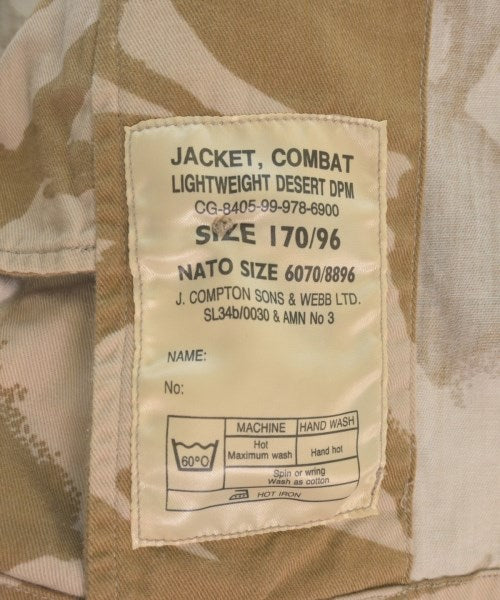 JACKET, COMBAT
LIGHTWEIGHT DESERT DPM
CG-8405-99-978-6900
SIZE 170/96
NATO SIZE 6070/8896
J. COMPTON SONS & WEBB LTD.
SL34b/0030 & AMN No 3
NAME:
No:
MACHINE HAND WASH
60°O
Hot
Maximum wash
Hand hot
Spin or wring
Wash as cotton
HOT IRON